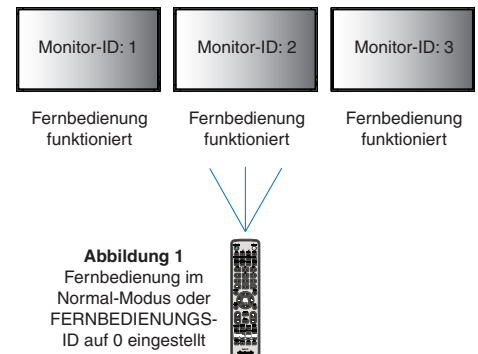 Monitor-ID: 1
Monitor-ID: 2
Monitor-ID: 3
Fernbedienung
funktioniert
Fernbedienung
funktioniert
Fernbedienung
funktioniert
Abbildung 1
Fernbedienung im
Normal-Modus oder
FERNBEDIENUNGS-
ID auf 0 eingestellt